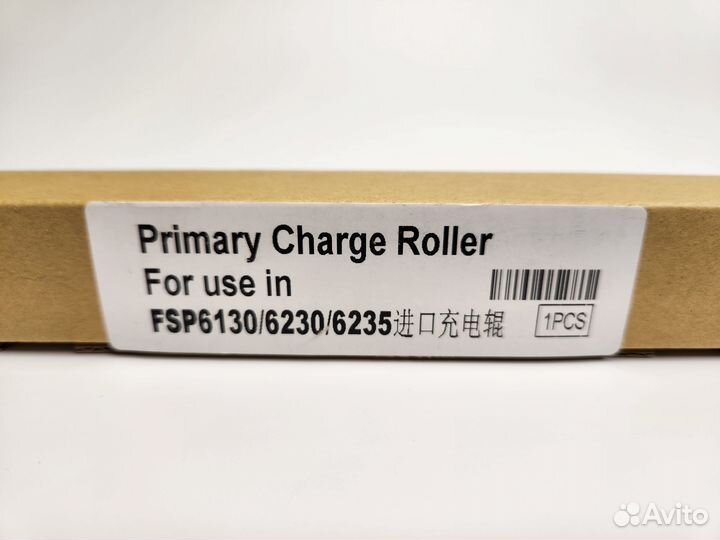 Primary Charge Roller
For use in
FSP6130/6230/6235进口充电辊
1PCS
Avito